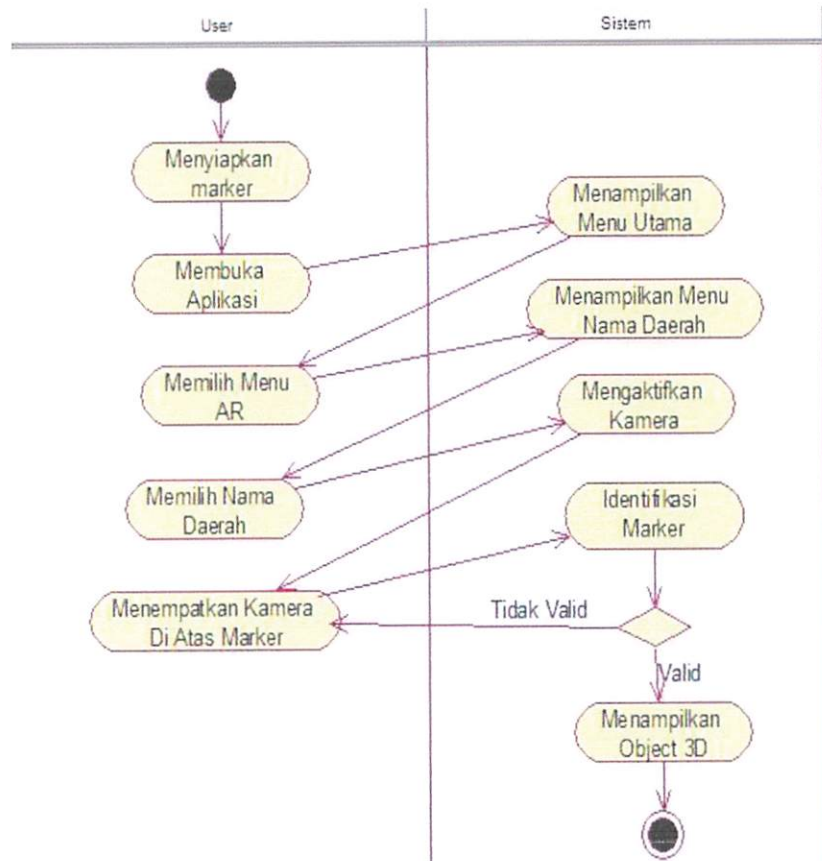 User
Sistem
Menyiapkan
marker
Menampilkan
Menu Utama
Membuka
Aplikasi
Menampilkan Menu
Nama Daerah
Memilih Menu
AR
Mengaktifkan
Kamera
Memilih Nama
Daerah
Identifikasi
Marker
Menempatkan Kamera
Di Atas Marker
Tidak Valid
Valid
Menampilkan
Object 3D